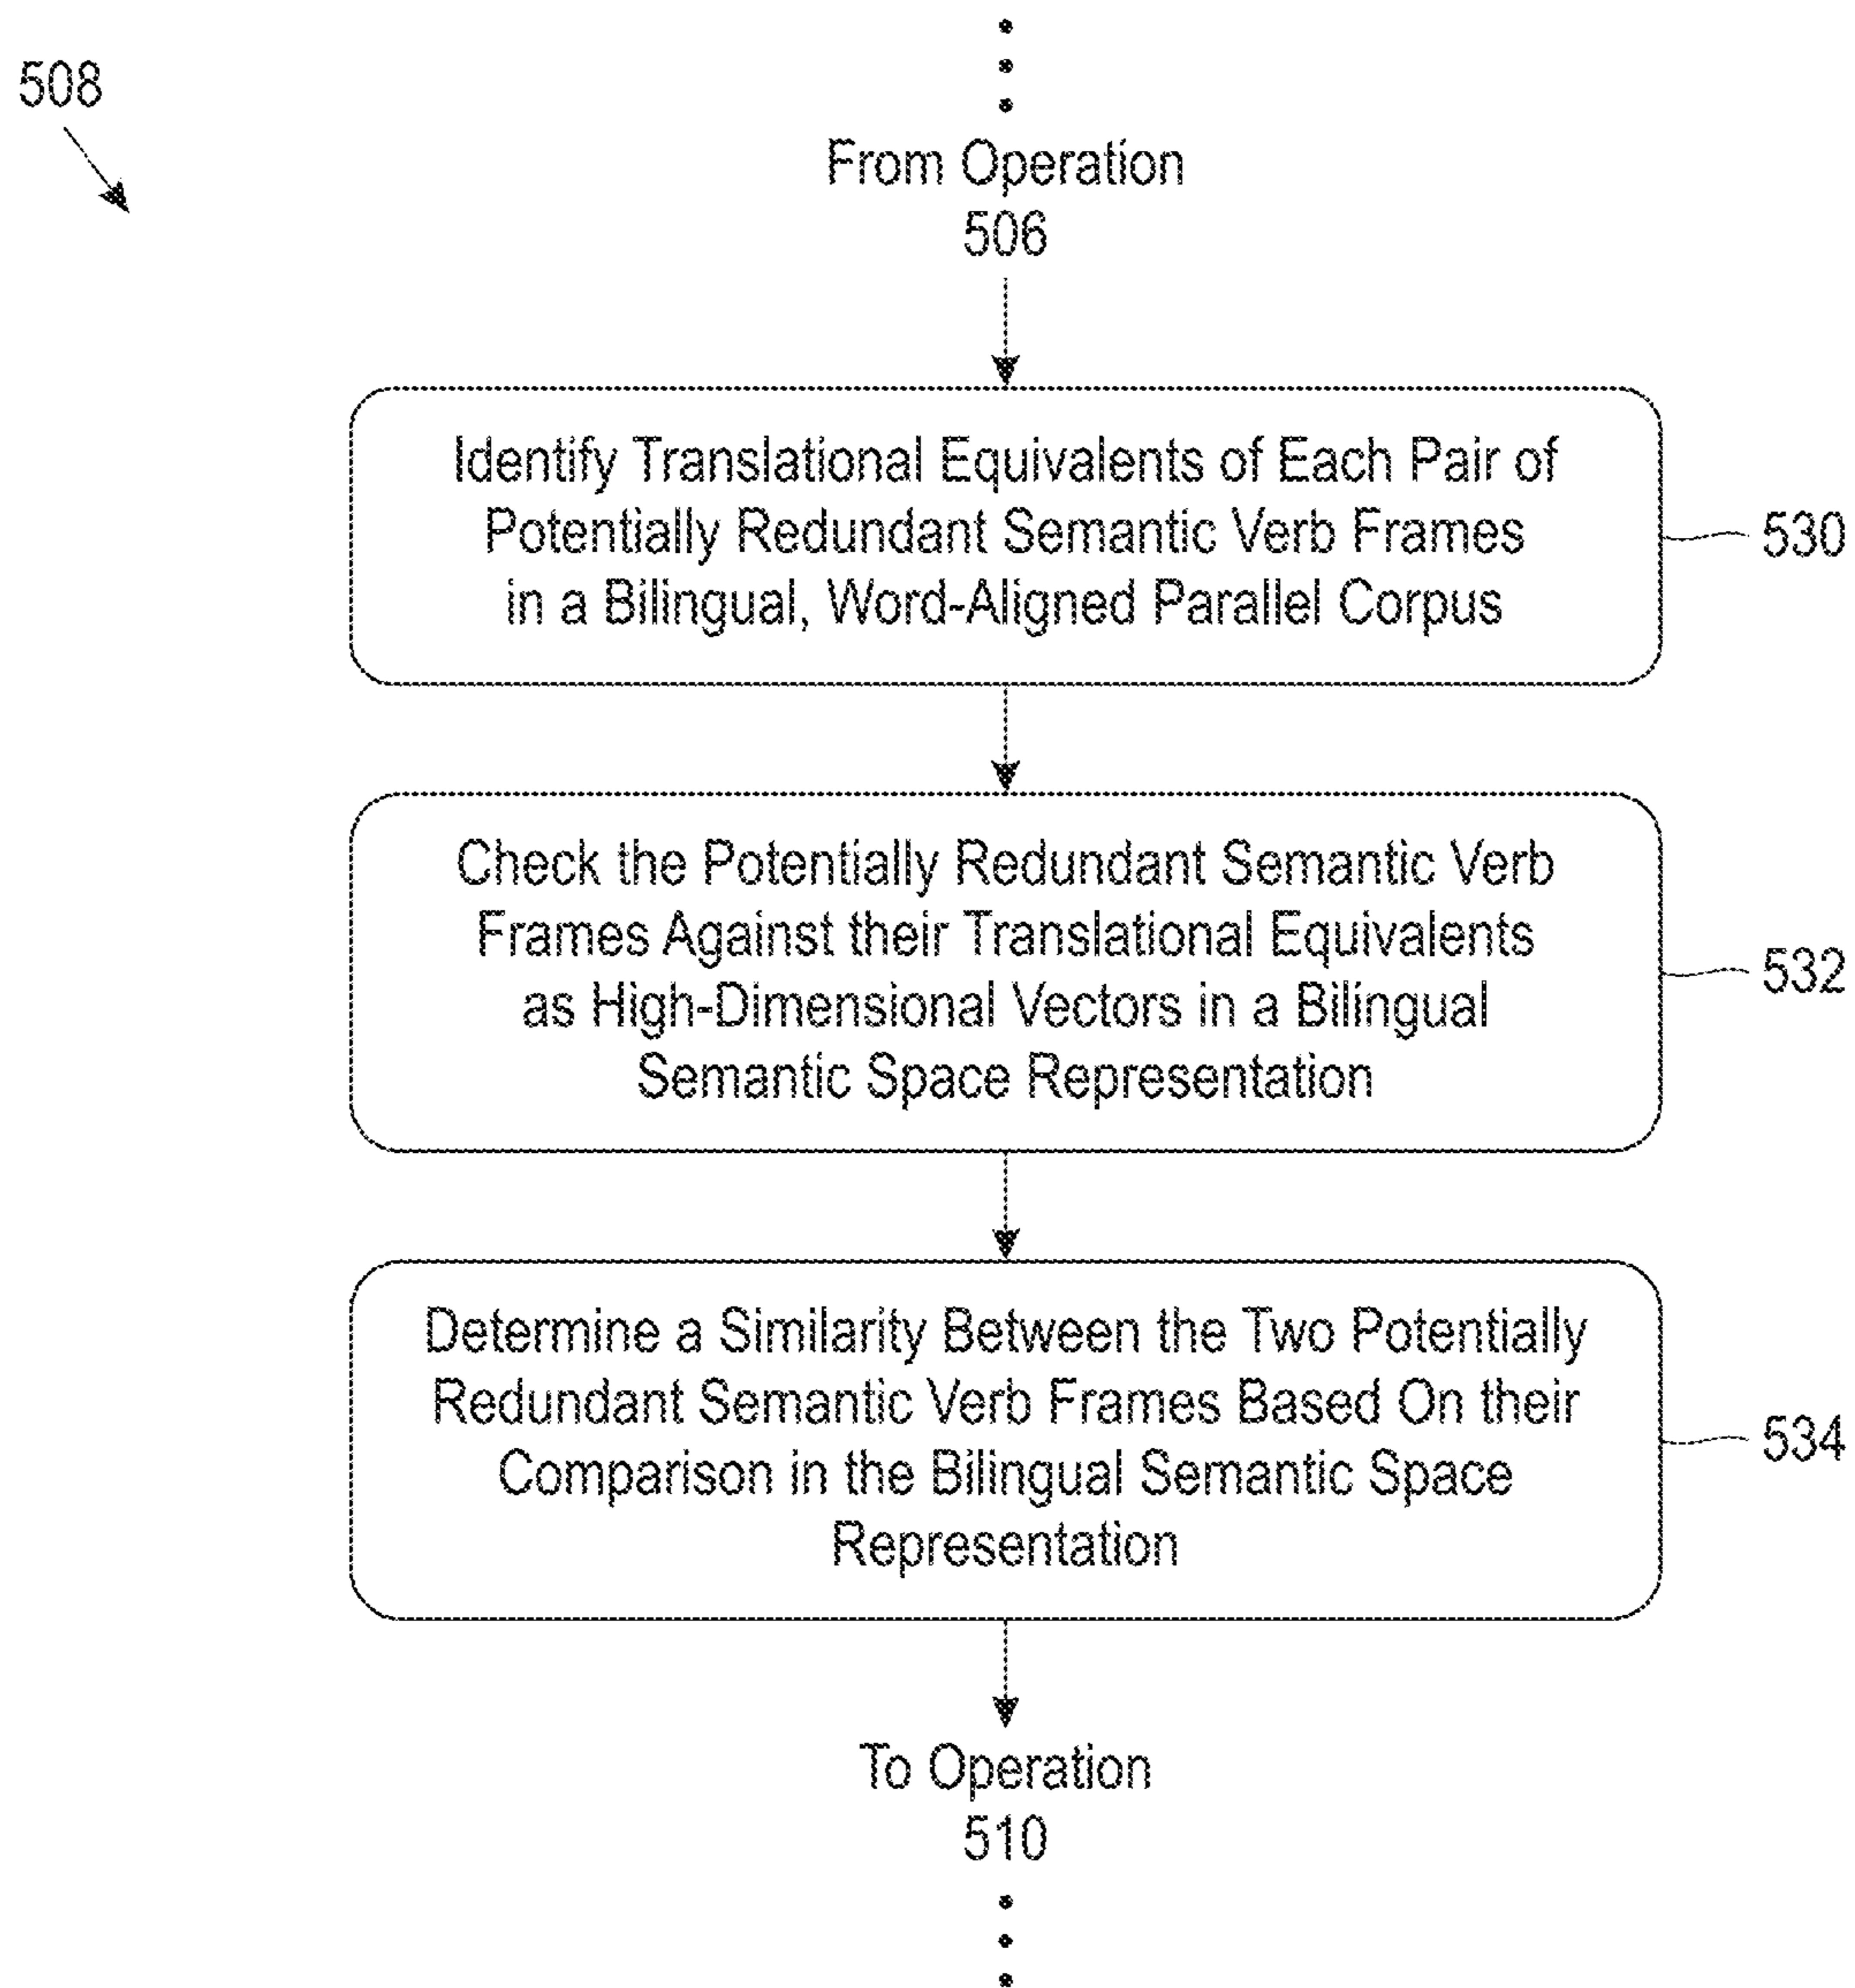 508
From Operation
506
Identify Translational Equivalents of Each Pair of
Potentially Redundant Semantic Verb Frames
in a Bilingual, Word-Aligned Parallel Corpus
530
Check the Potentially Redundant Semantic Verb
Frames Against their Translational Equivalents
as High-Dimensional Vectors in a Bilingual
Semantic Space Representation
532
Determine a Similarity Between the Two Potentially
Redundant Semantic Verb Frames Based On their
Comparison in the Bilingual Semantic Space
Representation
534
To Operation
510